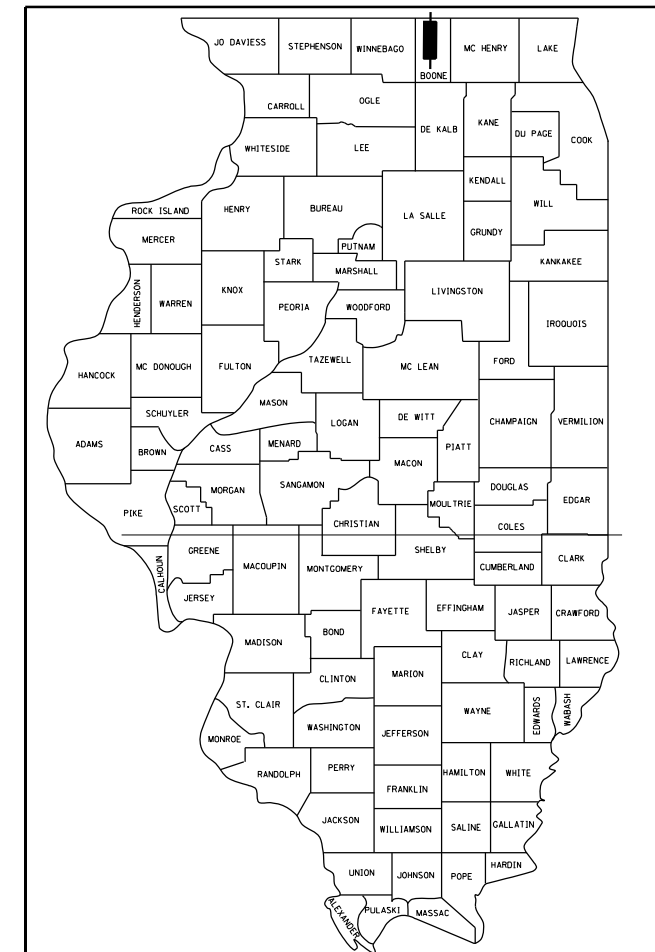 JO DAVIESS
STEPHENSON
WINNEBAGO
BOONE
MC HENRY
LAKE
CARROLL
OGLE
DE KALB
KANE
DU PAGE
COOK
WHITESIDE
LEE
KENDALL
ROCK ISLAND
HENRY
BUREAU
LA SALLE
WILL
MERCER
PUTNAM
GRUNDY
STARK
MARSHALL
KANKAKEE
HENDERSON
WARREN
KNOX
PEORIA
WOODFORD
LIVINGSTON
IROQUOIS
HANCOCK
MC DONOUGH
FULTON
TAZEWELL
MC LEAN
FORD
MASON
SCHUYLER
LOGAN
DE WITT
CHAMPAIGN
VERMILION
ADAMS
BROWN
CASS
MENARD
PIATT
MACON
MORGAN
SANGAMON
DOUGLAS
EDGAR
PIKE
SCOTT
MOULTRIE
CHRISTIAN
COLES
GREENE
SHELBY
CALHOUN
MACOUPIN
MONTGOMERY
CUMBERLAND
CLARK
JERSEY
FAYETTE
EFFINGHAM
JASPER
CRAWFORD
MADISON
BOND
CLAY
RICHLAND
LAWRENCE
CLINTON
MARION
ST. CLAIR
WAYNE
EDWARDS
WABASH
MONROE
WASHINGTON
JEFFERSON
RANDOLPH
PERRY
HAMILTON
WHITE
FRANKLIN
JACKSON
WILLIAMSON
SALINE
GALLATIN
UNION
JOHNSON
POPE
HARDIN
ALEXANDER
PULASKI
MASSAC